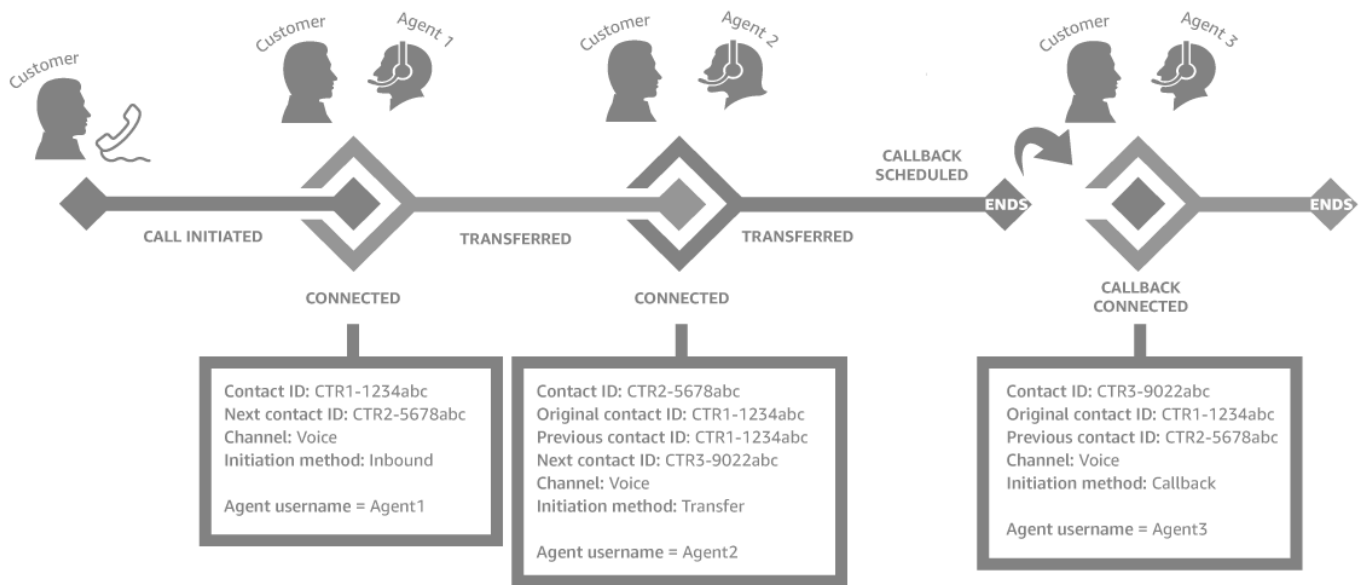 Customer
Customer
Agent 1
Customer
Agent 2
Customer
Agent 3
CALL INITIATED
TRANSFERRED
TRANSFERRED
CALLBACK
SCHEDULED
ENDS
ENDS
CONNECTED
CONNECTED
CALLBACK
CONNECTED
Contact ID: CTR1-1234abc
Next contact ID: CTR2-5678abc
Channel: Voice
Initiation method: Inbound
Agent username = Agent1
Contact ID: CTR2-5678abc
Original contact ID: CTR1-1234abc
Previous contact ID: CTR1-1234abc
Next contact ID: CTR3-9022abc
Channel: Voice
Initiation method: Transfer
Agent username = Agent2
Contact ID: CTR3-9022abc
Original contact ID: CTR1-1234abc
Previous contact ID: CTR2-5678abc
Channel: Voice
Initiation method: Callback
Agent username = Agent3